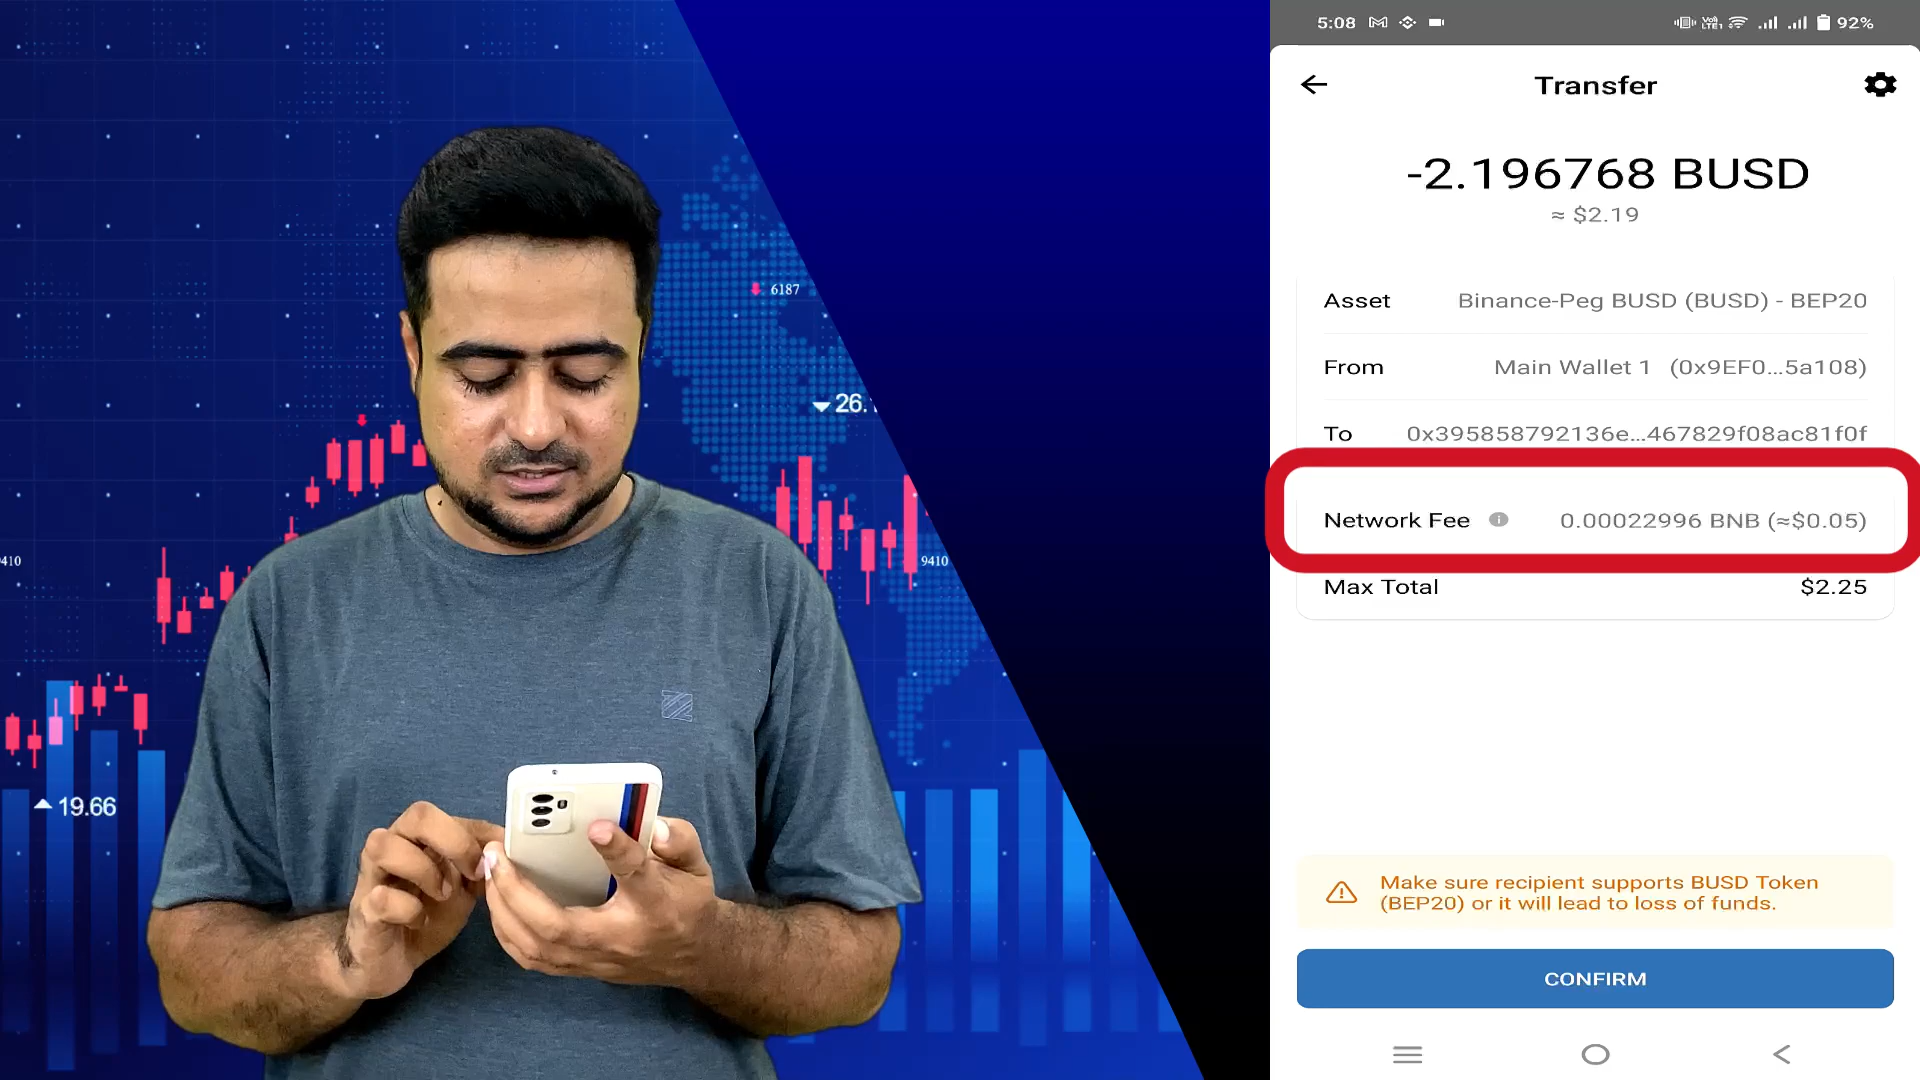 5:08
92%
Transfer
-2.196768 BUSD
≈ $2.19
Asset Binance-Peg BUSD (BUSD) - BEP20
From Main Wallet 1 (0x9EF0...5a108)
To 0x395858792136e...467829f08ac81f0f
Network Fee 0.00022996 BNB (≈$0.05)
Max Total $2.25
Make sure recipient supports BUSD Token
(BEP20) or it will lead to loss of funds.
CONFIRM
6187
26.
9410
9410
19.66